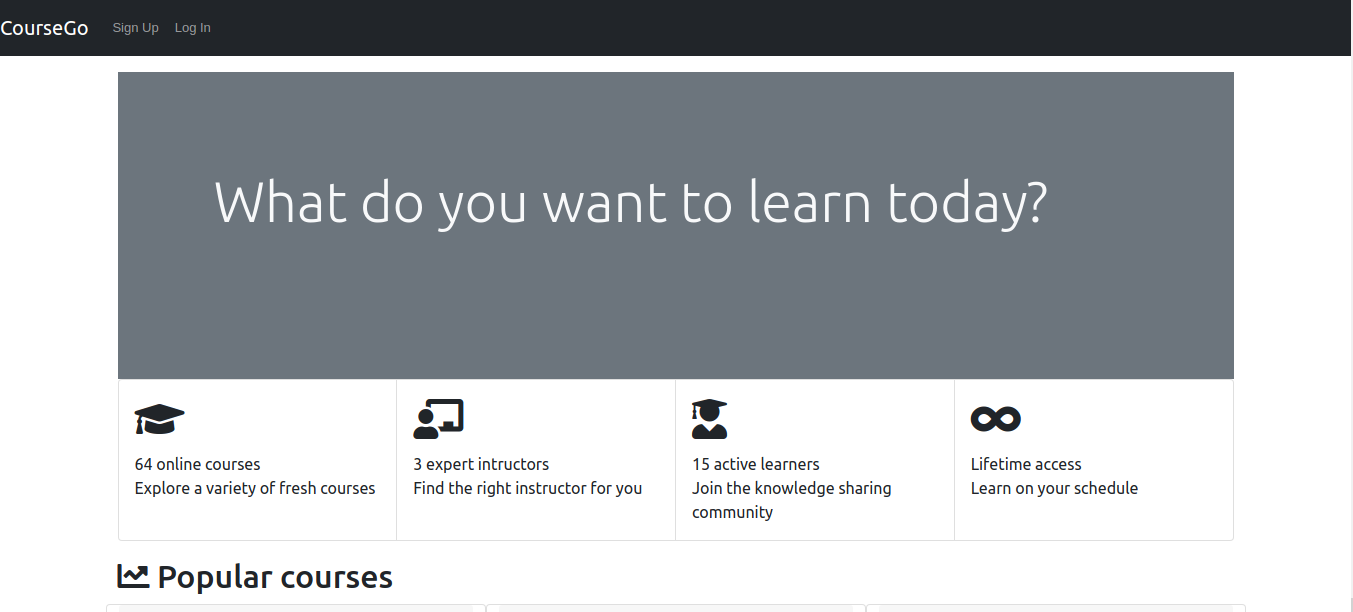 CourseGo Sign Up Log In
What do you want to learn today?
64 online courses
Explore a variety of fresh courses
3 expert intructors
Find the right instructor for you
15 active learners
Join the knowledge sharing
community
Lifetime access
Learn on your schedule
Popular courses